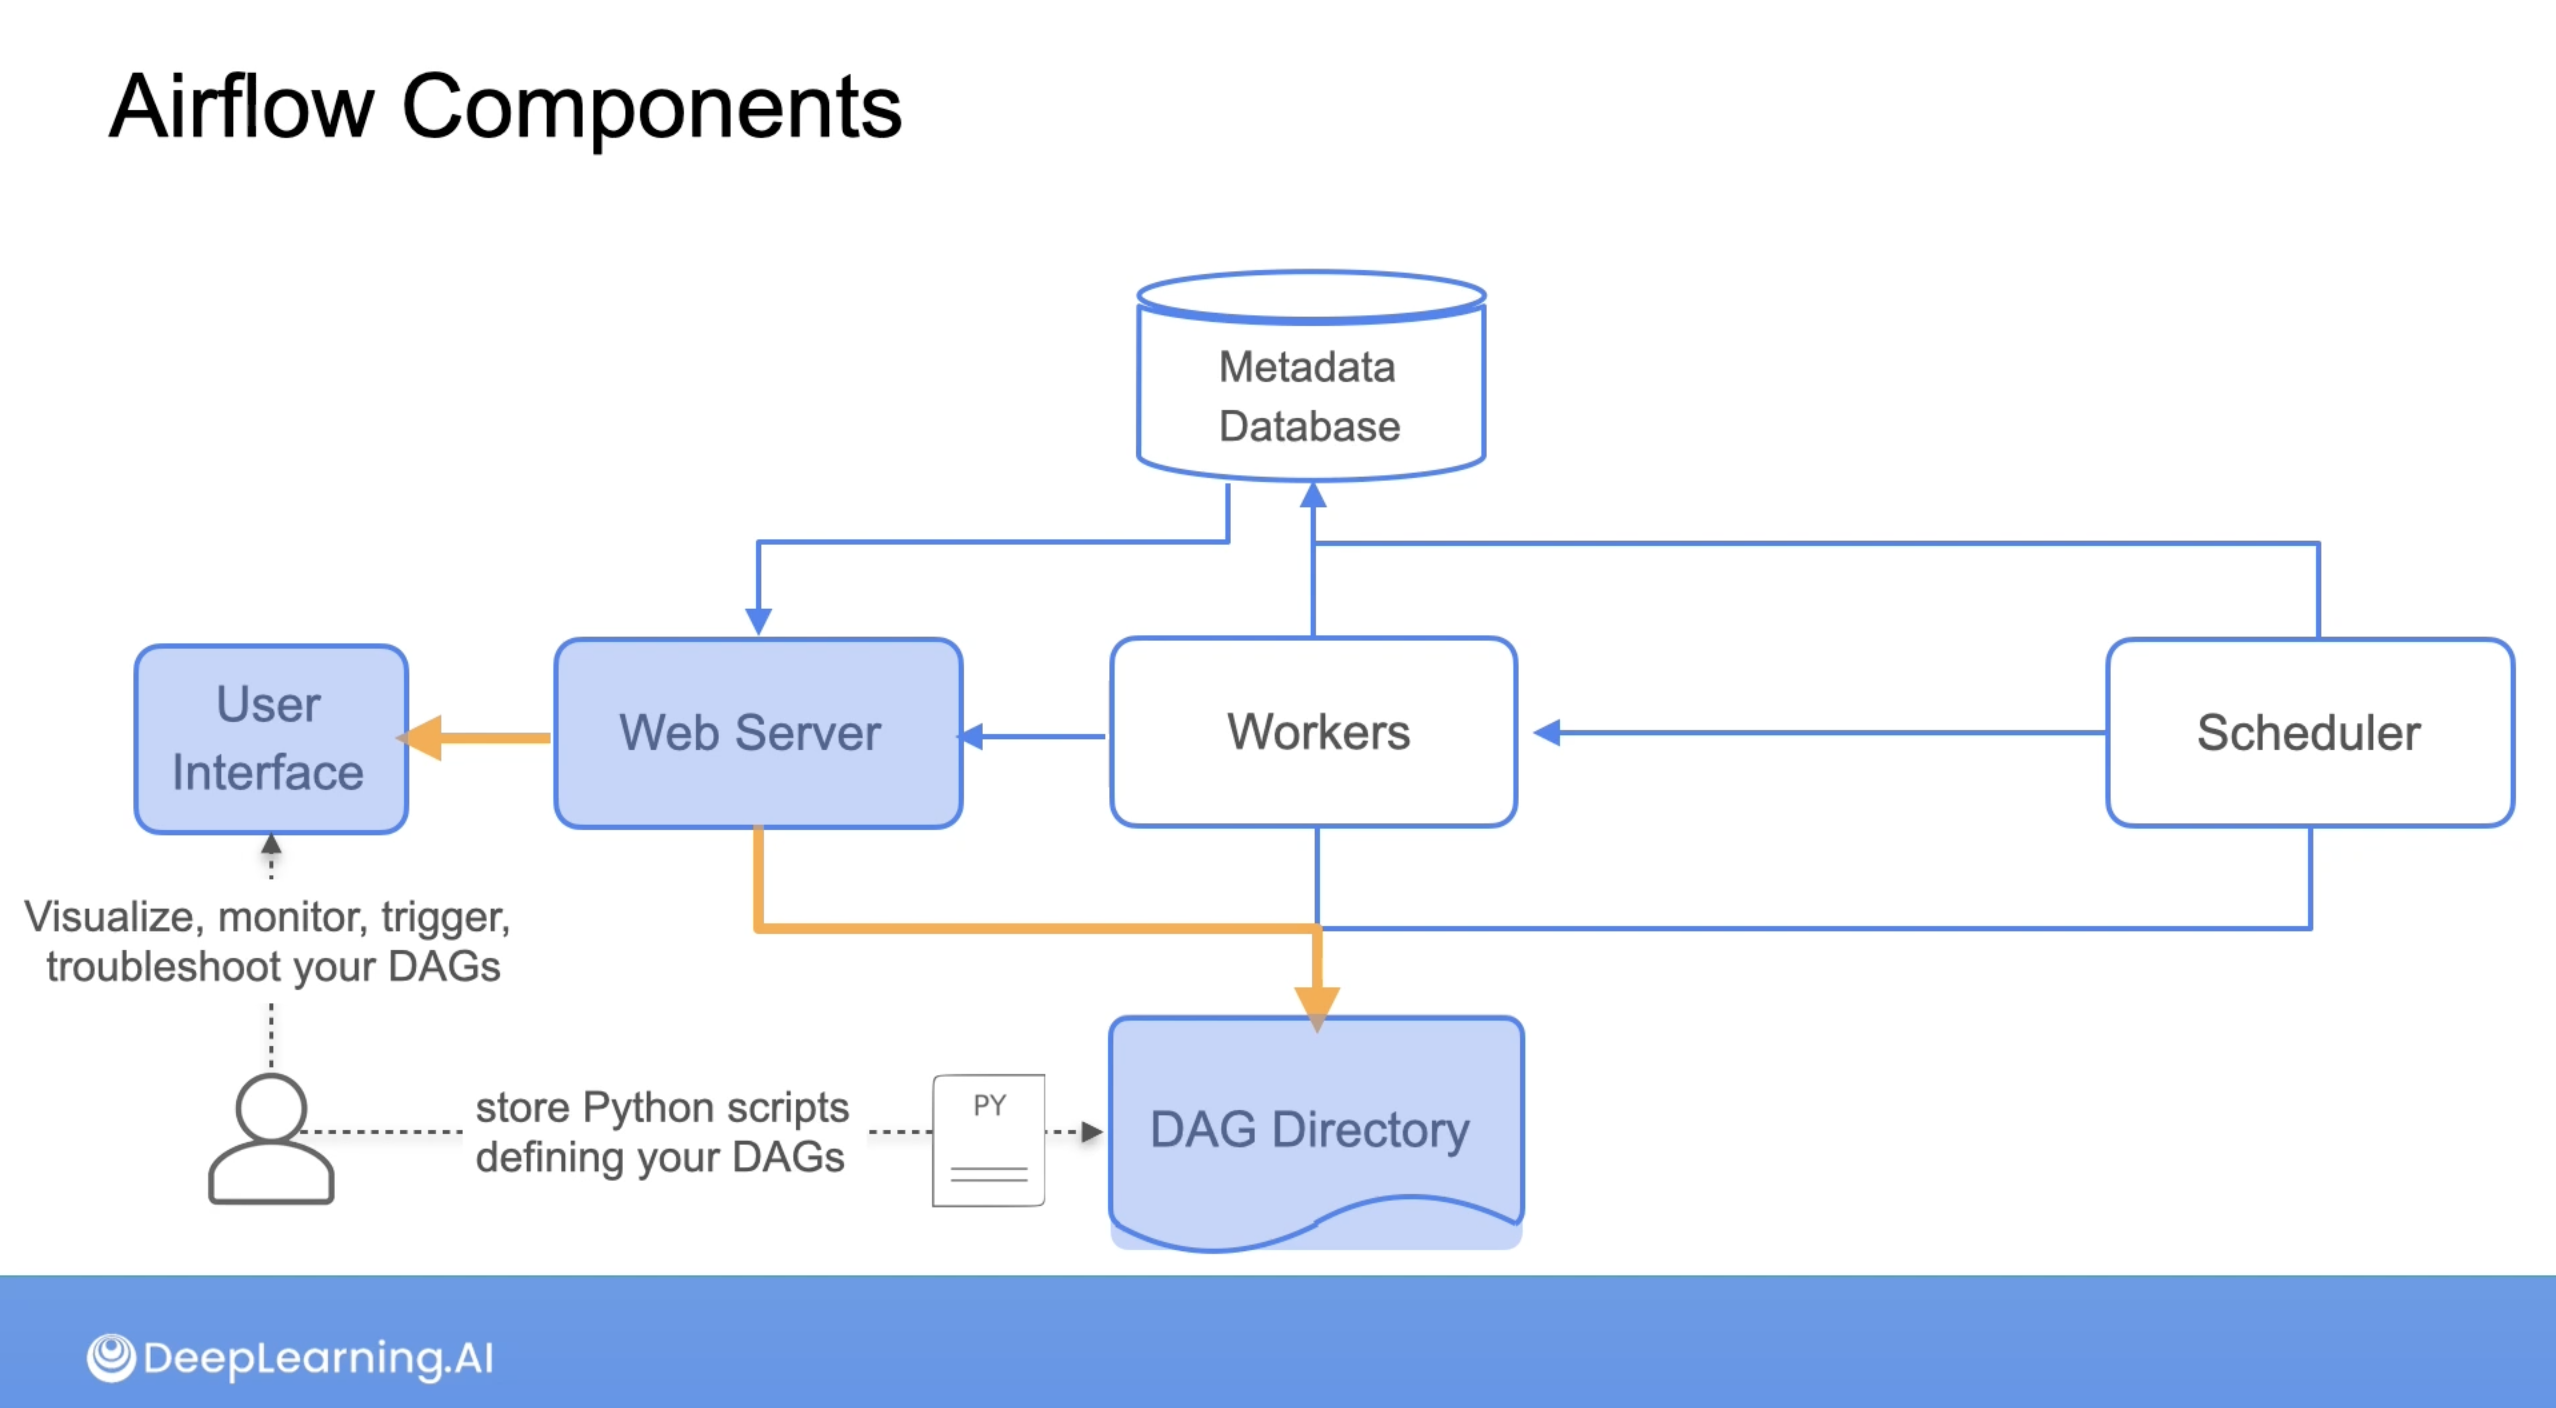 Airflow Components
Metadata
Database
User
Interface
Web Server
Workers
Scheduler
Visualize, monitor, trigger,
troubleshoot your DAGs
store Python scripts
defining your DAGs
PY
DAG Directory
DeepLearning.AI